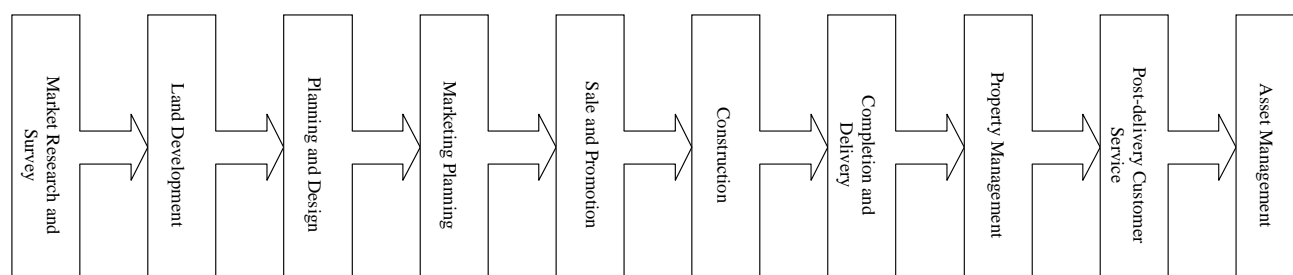 Market Research and
Survey
Land Development
Planning and Design
Marketing Planning
Sale and Promotion
Construction
Completion and
Delivery
Property Management
Post-delivery Customer
Service
Asset Management